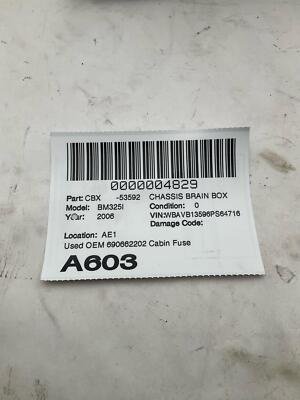 0000004829
Part: CBX -53592 CHASSIS BRAIN BOX
Model: BM325I Condition: 0
Year: 2006 VIN:WBAVB13596PS64716
Damage Code:
Location: AE1
Used OEM 690662202 Cabin Fuse
A603